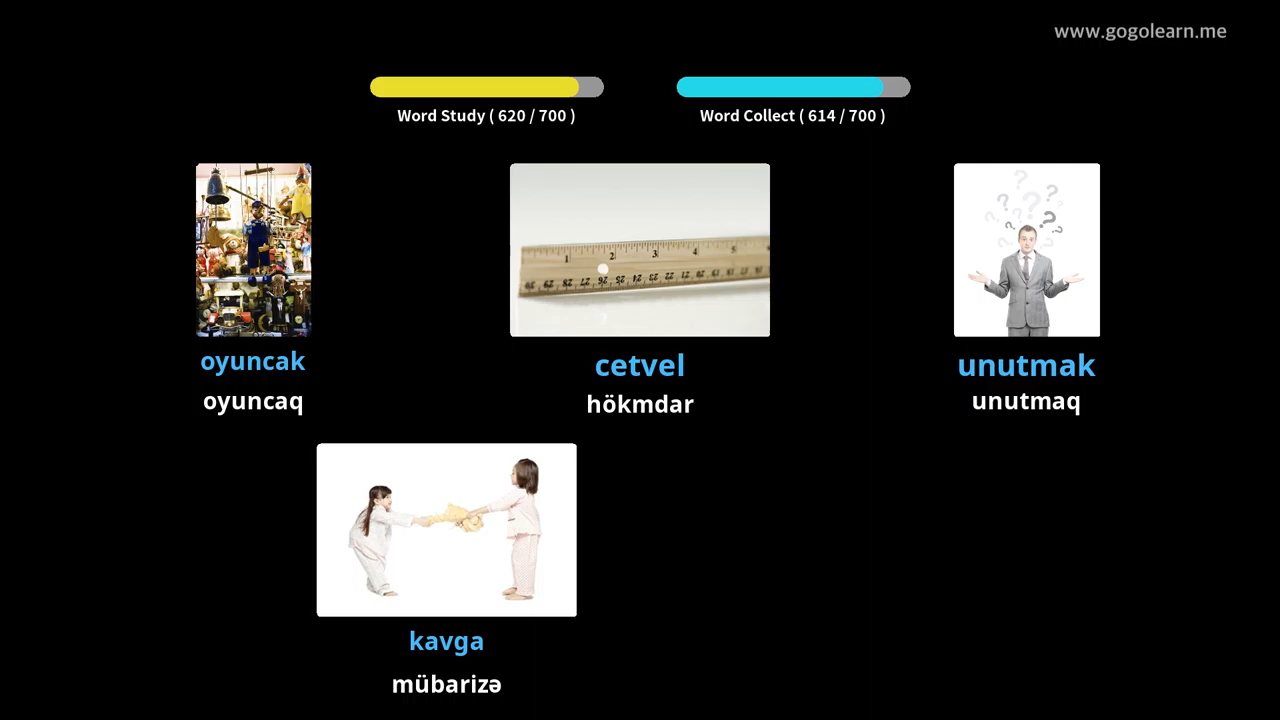 www.gogolearn.me
Word Study ( 620 / 700 )
Word Collect ( 614 / 700 )
oyuncak
oyuncaq
cetvel
hökmdar
unutmak
unutmaq
kavga
mübarizə